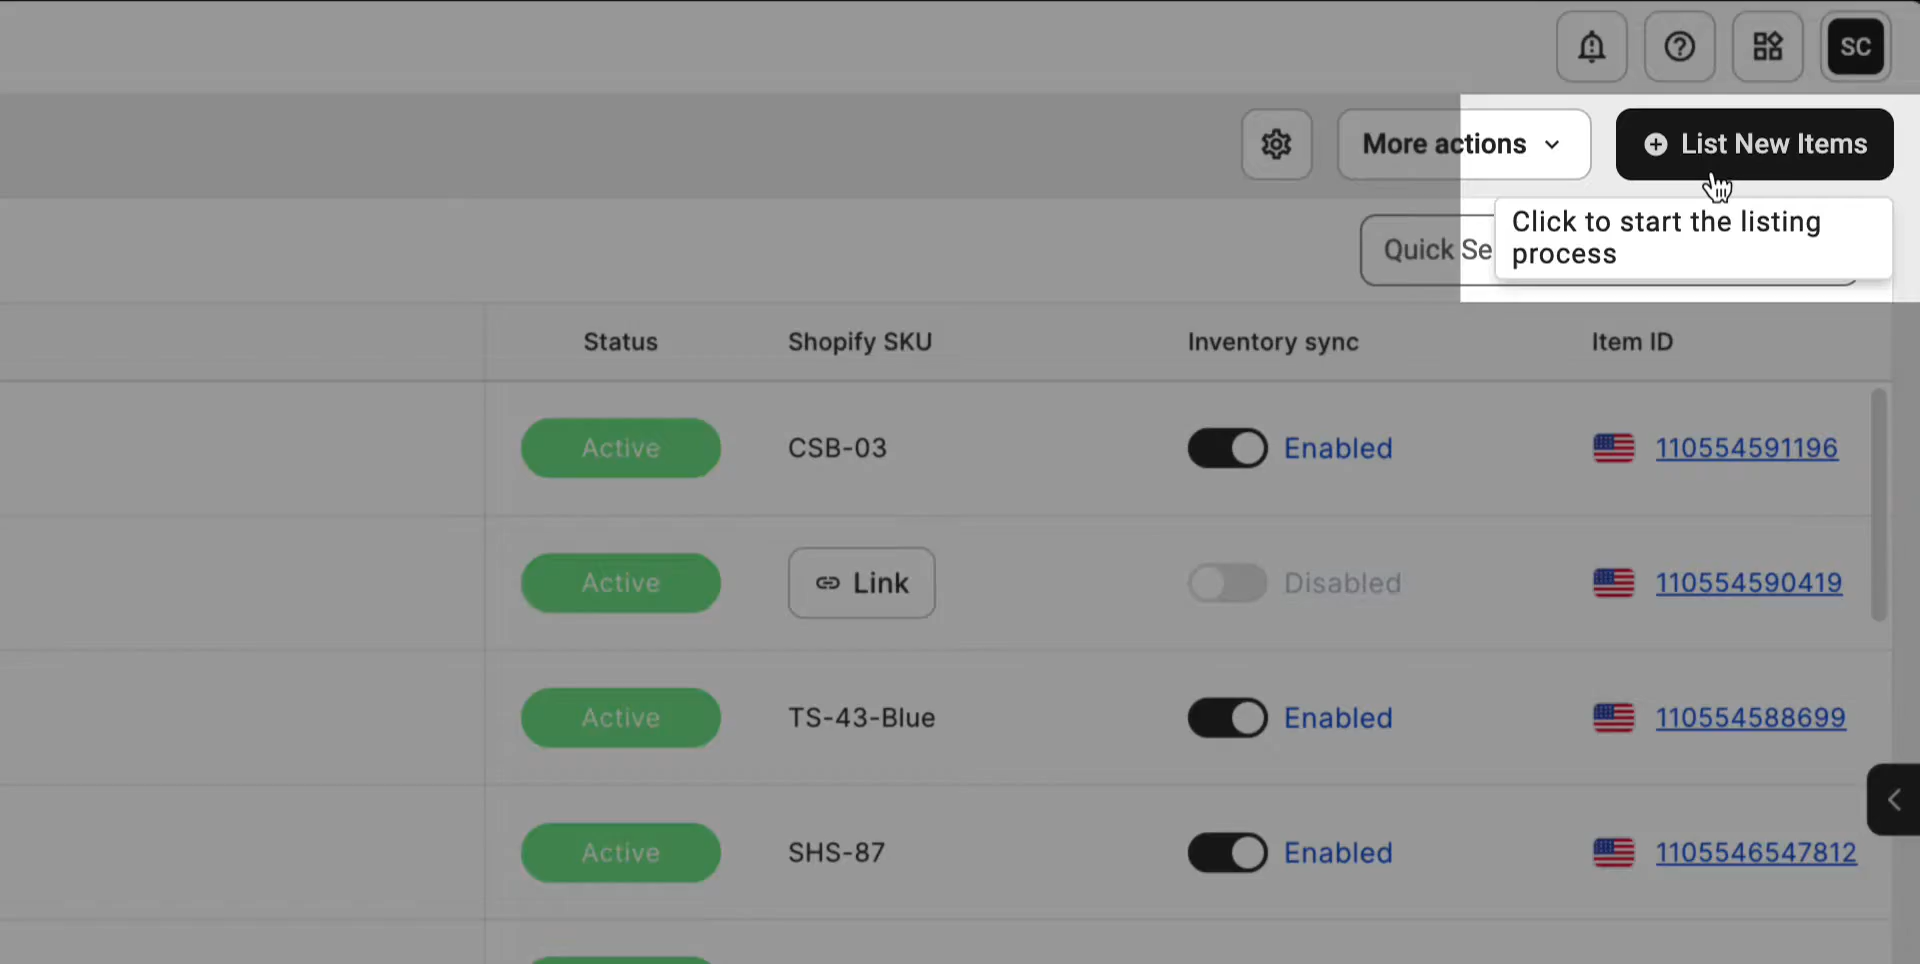 SC
More actions
List New Items
Click to start the listing
process
Quick Se
Status Shopify SKU Inventory sync Item ID
Active CSB-03 Enabled 110554591196
Active Link Disabled 110554590419
Active TS-43-Blue Enabled 110554588699
Active SHS-87 Enabled 1105546547812